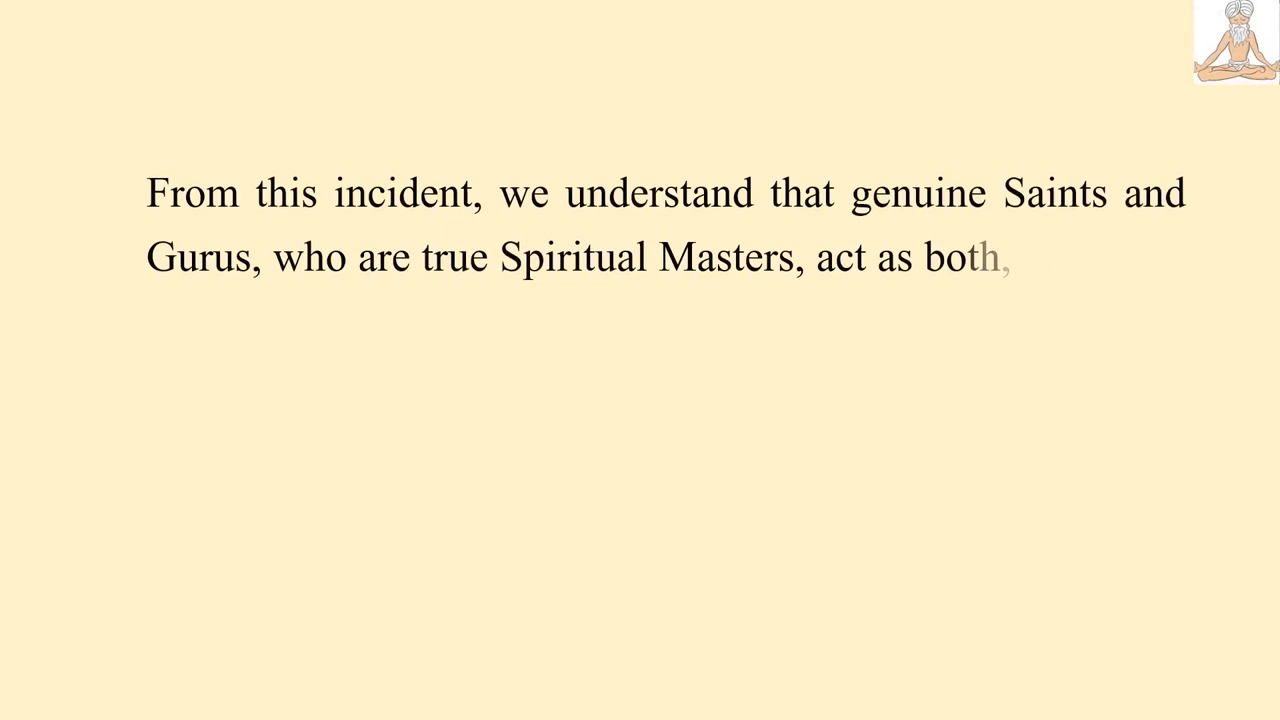 From this incident, we understand that genuine Saints and
Gurus, who are true Spiritual Masters, act as both,